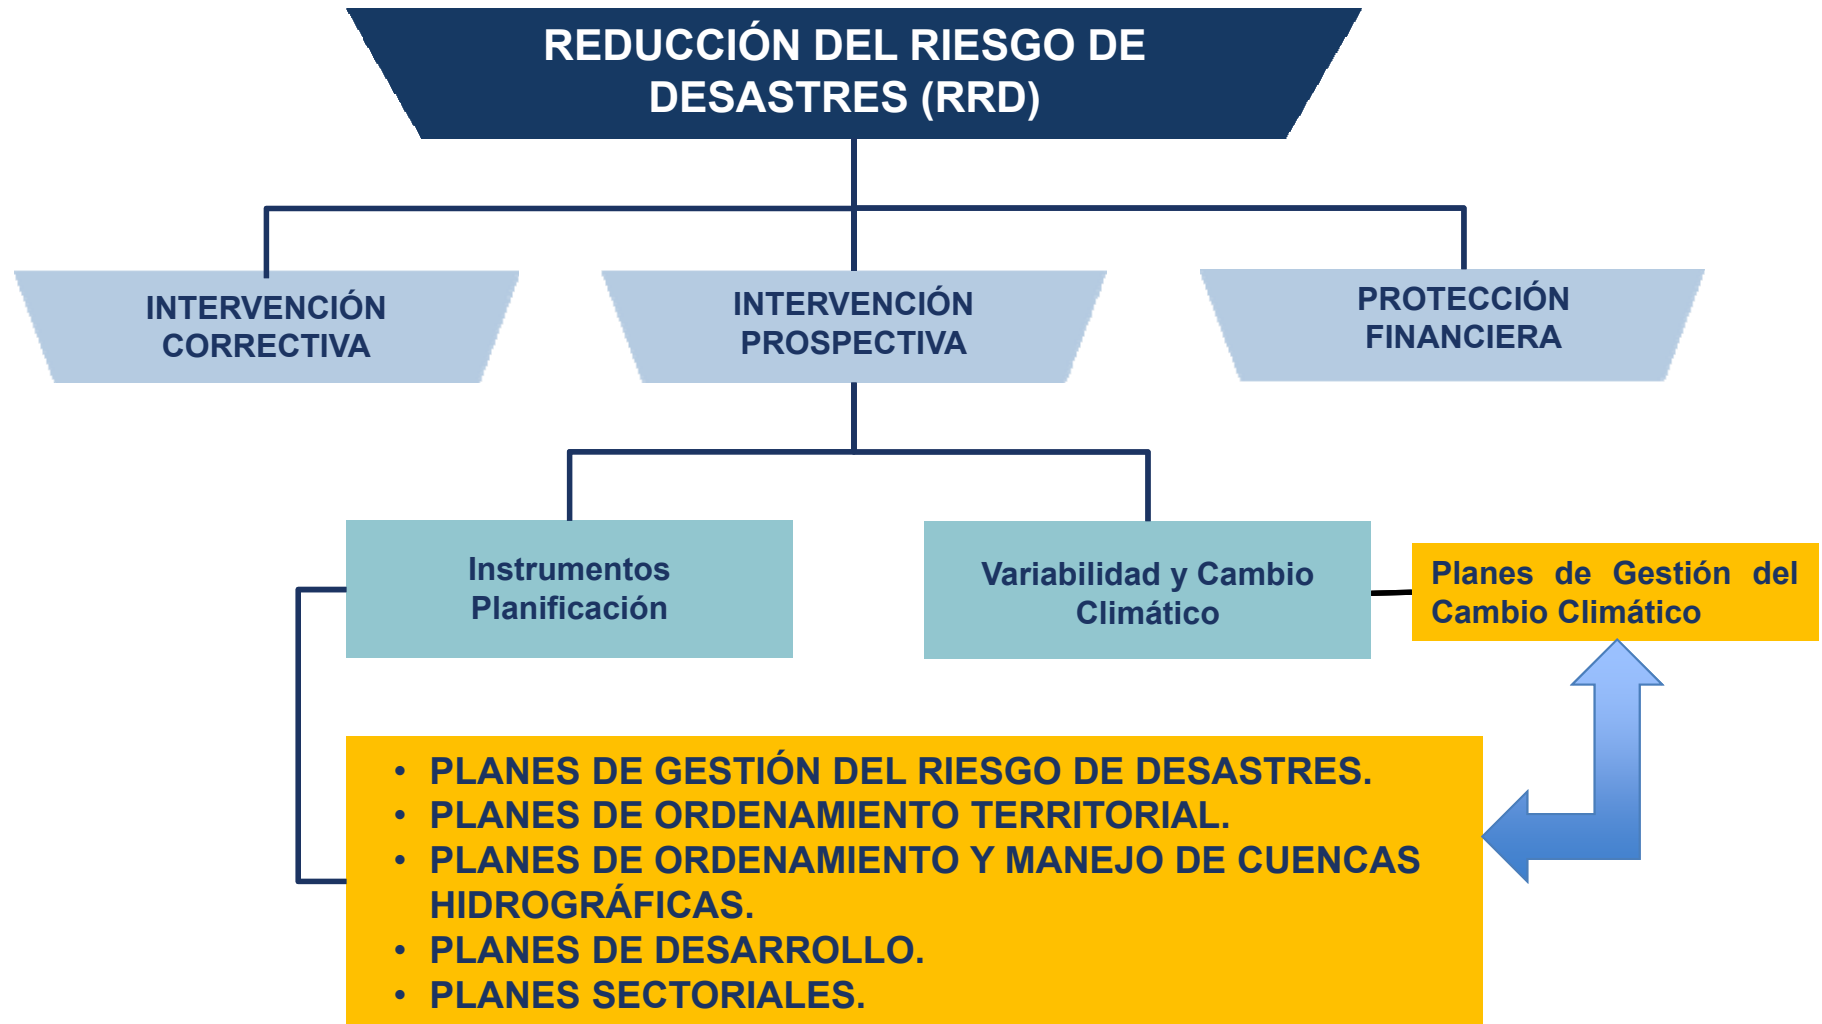 REDUCCIÓN DEL RIESGO DE
DESASTRES (RRD)
INTERVENCIÓN
CORRECTIVA
INTERVENCIÓN
PROSPECTIVA
PROTECCIÓN
FINANCIERA
Instrumentos
Planificación
Variabilidad y Cambio
Climático
Planes de Gestión del
Cambio Climático
• PLANES DE GESTIÓN DEL RIESGO DE DESASTRES.
• PLANES DE ORDENAMIENTO TERRITORIAL.
• PLANES DE ORDENAMIENTO Y MANEJO DE CUENCAS
HIDROGRÁFICAS.
• PLANES DE DESARROLLO.
• PLANES SECTORIALES.